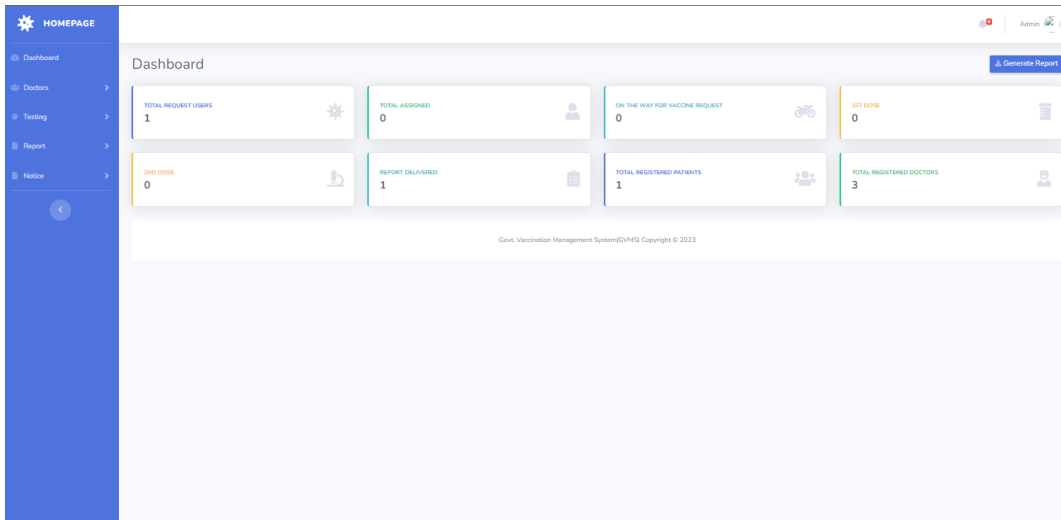 HOMEPAGE
Admin
Dashboard
Dashboard
Generate Report
Doctors
TOTAL REQUEST USERS
1
TOTAL ASSIGNED
0
ON THE WAY FOR VACCINE REQUEST
0
1ST DOSE
0
Testing
Report
Notice
2ND DOSE
0
REPORT DELIVERED
1
TOTAL REGISTERED PATIENTS
1
TOTAL REGISTERED DOCTORS
3
Govt. Vaccination Management System(GVMS) Copyright © 2023